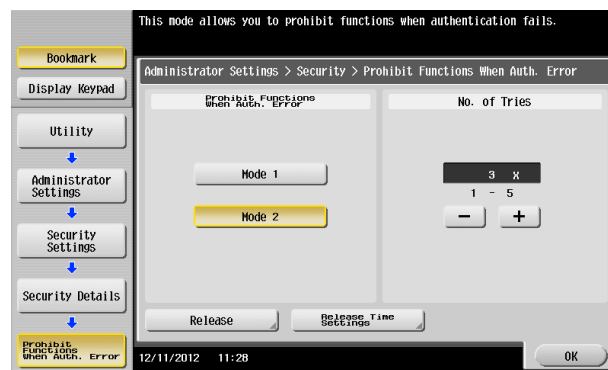 This mode allows you to prohibit functions when authentication fails.
Bookmark
Display Keypad
Utility
Administrator
Settings
Security
Settings
Security Details
Prohibit
Functions
When Auth. Error
Administrator Settings > Security > Prohibit Functions When Auth. Error
Prohibit Functions
When Auth. Error
Mode 1
Mode 2
No. of Tries
3 X
1 - 5
− +
Release
Release Time
Settings
12/11/2012 11:28
OK